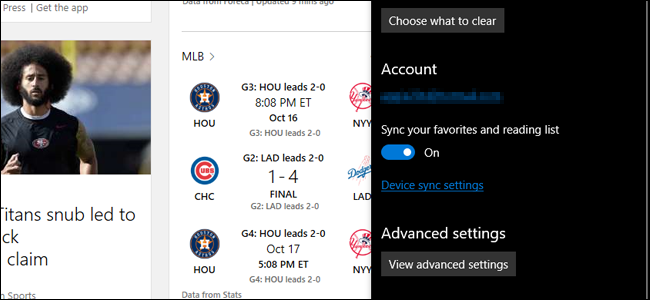 Press | Get the app
Titans snub led to
ck
claim
n Sports
Data from Foreca | Updated 9 mins ago
MLB >
G3: HOU leads 2-0
8:08 PM ET
Oct 16
HOU
NYY
G3: HOU leads 2-0
G2: LAD leads 2-0
1 - 4
FINAL
CHC
LAD
G2: LAD leads 2-0
G4: HOU leads 2-0
Oct 17
5:08 PM ET
HOU
NYY
G4: HOU leads 2-0
Data from Stats
Choose what to clear
Account
Sync your favorites and reading list
On
Device sync settings
Advanced settings
View advanced settings